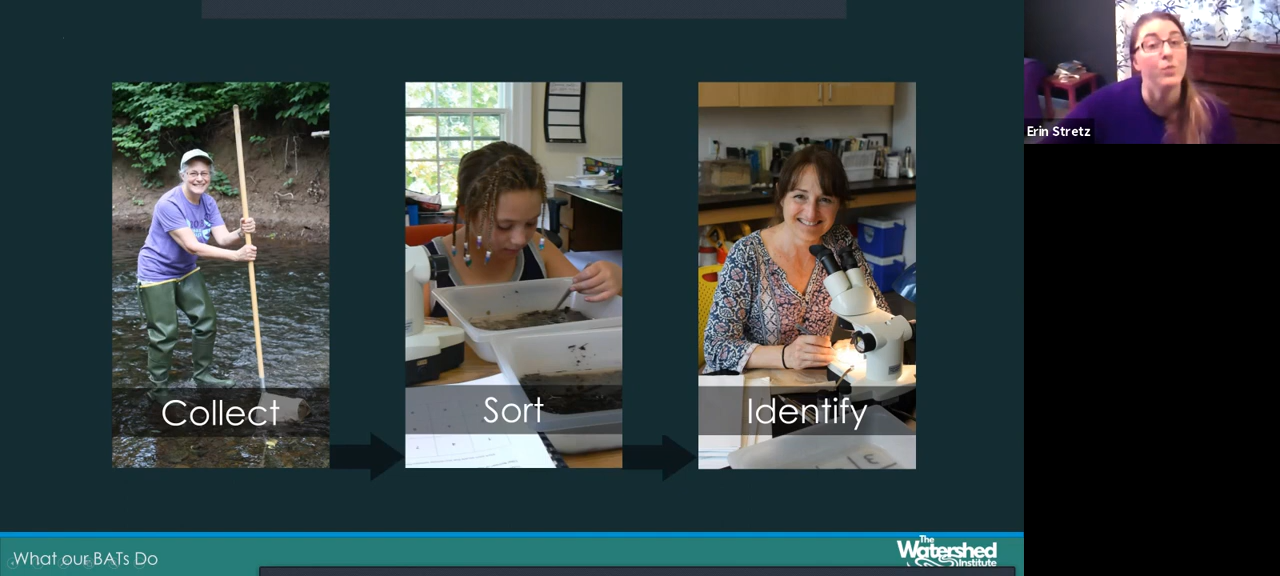 Erin Stretz
Collect
Sort
Identify
What our BATs Do
The
Watershed
Institute